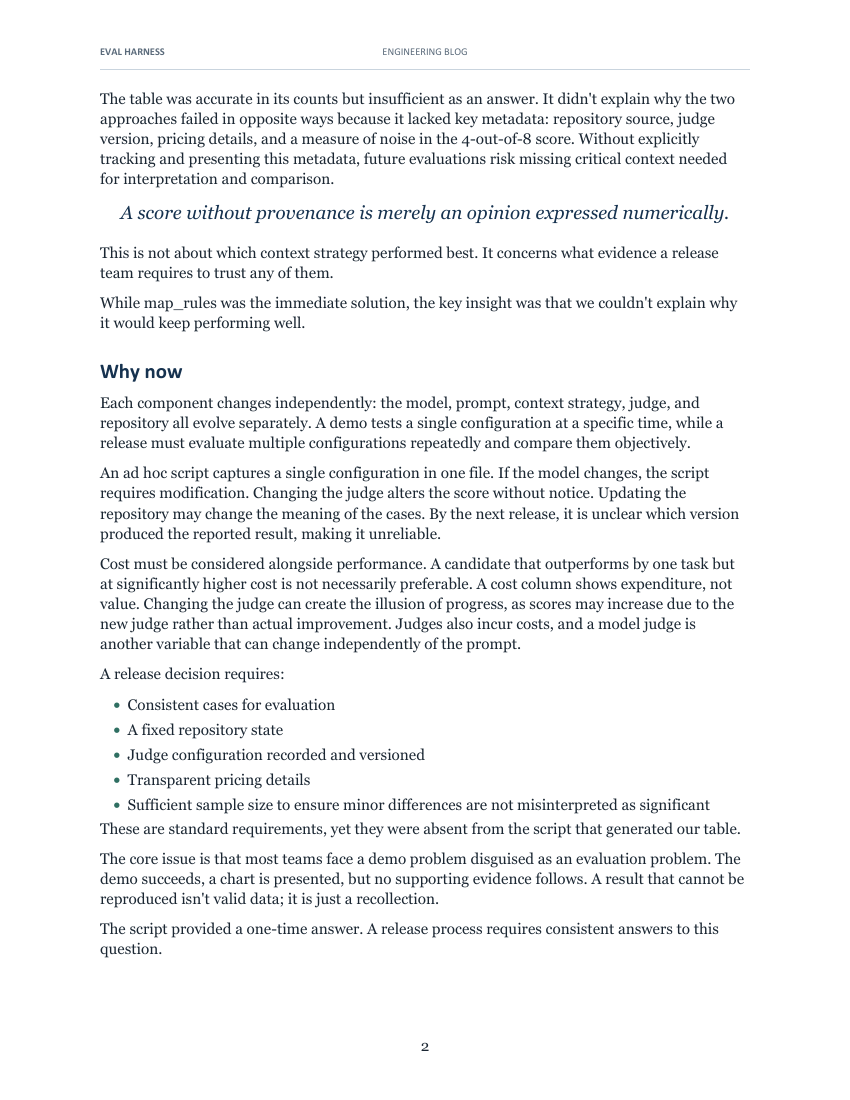 EVAL HARNESS
ENGINEERING BLOG
The table was accurate in its counts but insufficient as an answer. It didn't explain why the two
approaches failed in opposite ways because it lacked key metadata: repository source, judge
version, pricing details, and a measure of noise in the 4-out-of-8 score. Without explicitly
tracking and presenting this metadata, future evaluations risk missing critical context needed
for interpretation and comparison.
A score without provenance is merely an opinion expressed numerically.
This is not about which context strategy performed best. It concerns what evidence a release
team requires to trust any of them.
While map_rules was the immediate solution, the key insight was that we couldn't explain why
it would keep performing well.
Why now
Each component changes independently: the model, prompt, context strategy, judge, and
repository all evolve separately. A demo tests a single configuration at a specific time, while a
release must evaluate multiple configurations repeatedly and compare them objectively.
An ad hoc script captures a single configuration in one file. If the model changes, the script
requires modification. Changing the judge alters the score without notice. Updating the
repository may change the meaning of the cases. By the next release, it is unclear which version
produced the reported result, making it unreliable.
Cost must be considered alongside performance. A candidate that outperforms by one task but
at significantly higher cost is not necessarily preferable. A cost column shows expenditure, not
value. Changing the judge can create the illusion of progress, as scores may increase due to the
new judge rather than actual improvement. Judges also incur costs, and a model judge is
another variable that can change independently of the prompt.
A release decision requires:
• Consistent cases for evaluation
• A fixed repository state
• Judge configuration recorded and versioned
• Transparent pricing details
• Sufficient sample size to ensure minor differences are not misinterpreted as significant
These are standard requirements, yet they were absent from the script that generated our table.
The core issue is that most teams face a demo problem disguised as an evaluation problem. The
demo succeeds, a chart is presented, but no supporting evidence follows. A result that cannot be
reproduced isn't valid data; it is just a recollection.
The script provided a one-time answer. A release process requires consistent answers to this
question.
2